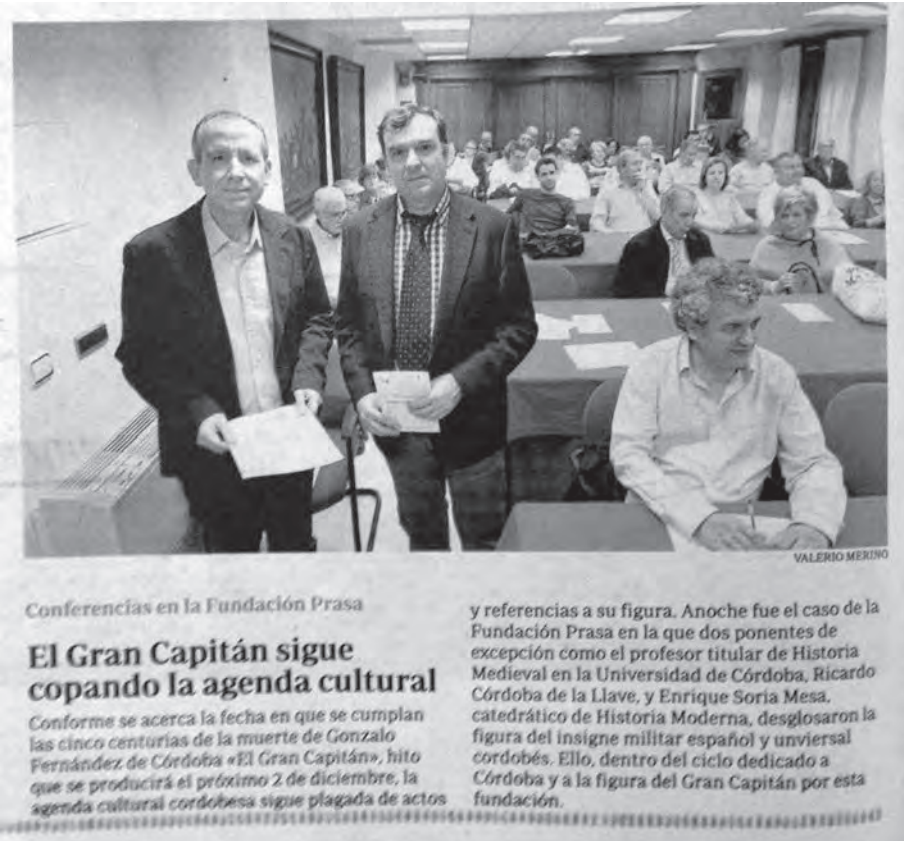 VALERIO MERINO
Conferencias en la Fundación Prasa
El Gran Capitán sigue
copando la agenda cultural
Conforme se acerca la fecha en que se cumplan
las cinco centurias de la muerte de Gonzalo
Fernández de Córdoba «El Gran Capitán», hito
que se producirá el próximo 2 de diciembre, la
agenda cultural cordobesa sigue plagada de actos
y referencias a su figura. Anoche fue el caso de la
Fundación Prasa en la que dos ponentes de
excepción como el profesor titular de Historia
Medieval en la Universidad de Córdoba, Ricardo
Córdoba de la Llave, y Enrique Soria Mesa,
catedrático de Historia Moderna, desglosaron la
figura del insigne militar español y unviersal
cordobés. Ello, dentro del ciclo dedicado a
Córdoba y a la figura del Gran Capitán por esta
fundación.